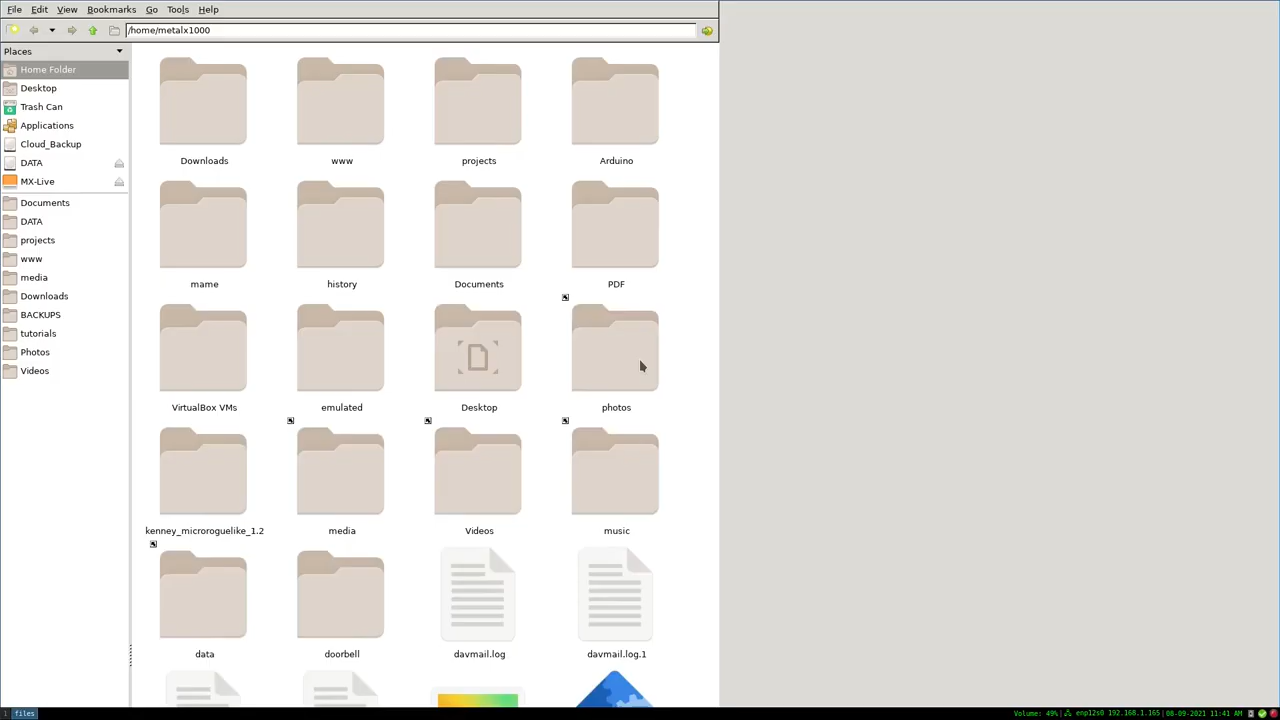 File Edit View Bookmarks Go Tools Help
/home/metalx1000
Places
Home Folder
Desktop
Trash Can
Applications
Cloud_Backup
DATA
MX-Live
Documents
DATA
projects
www
media
Downloads
BACKUPS
tutorials
Photos
Videos
Downloads www projects Arduino
mame history Documents PDF
VirtualBox VMs emulated Desktop photos
kenney_microroguelike_1.2 media Videos music
data doorbell davmail.log davmail.log.1
1 files Volume: 49% enp12s0 192.168.1.165 08-09-2021 11:41 AM